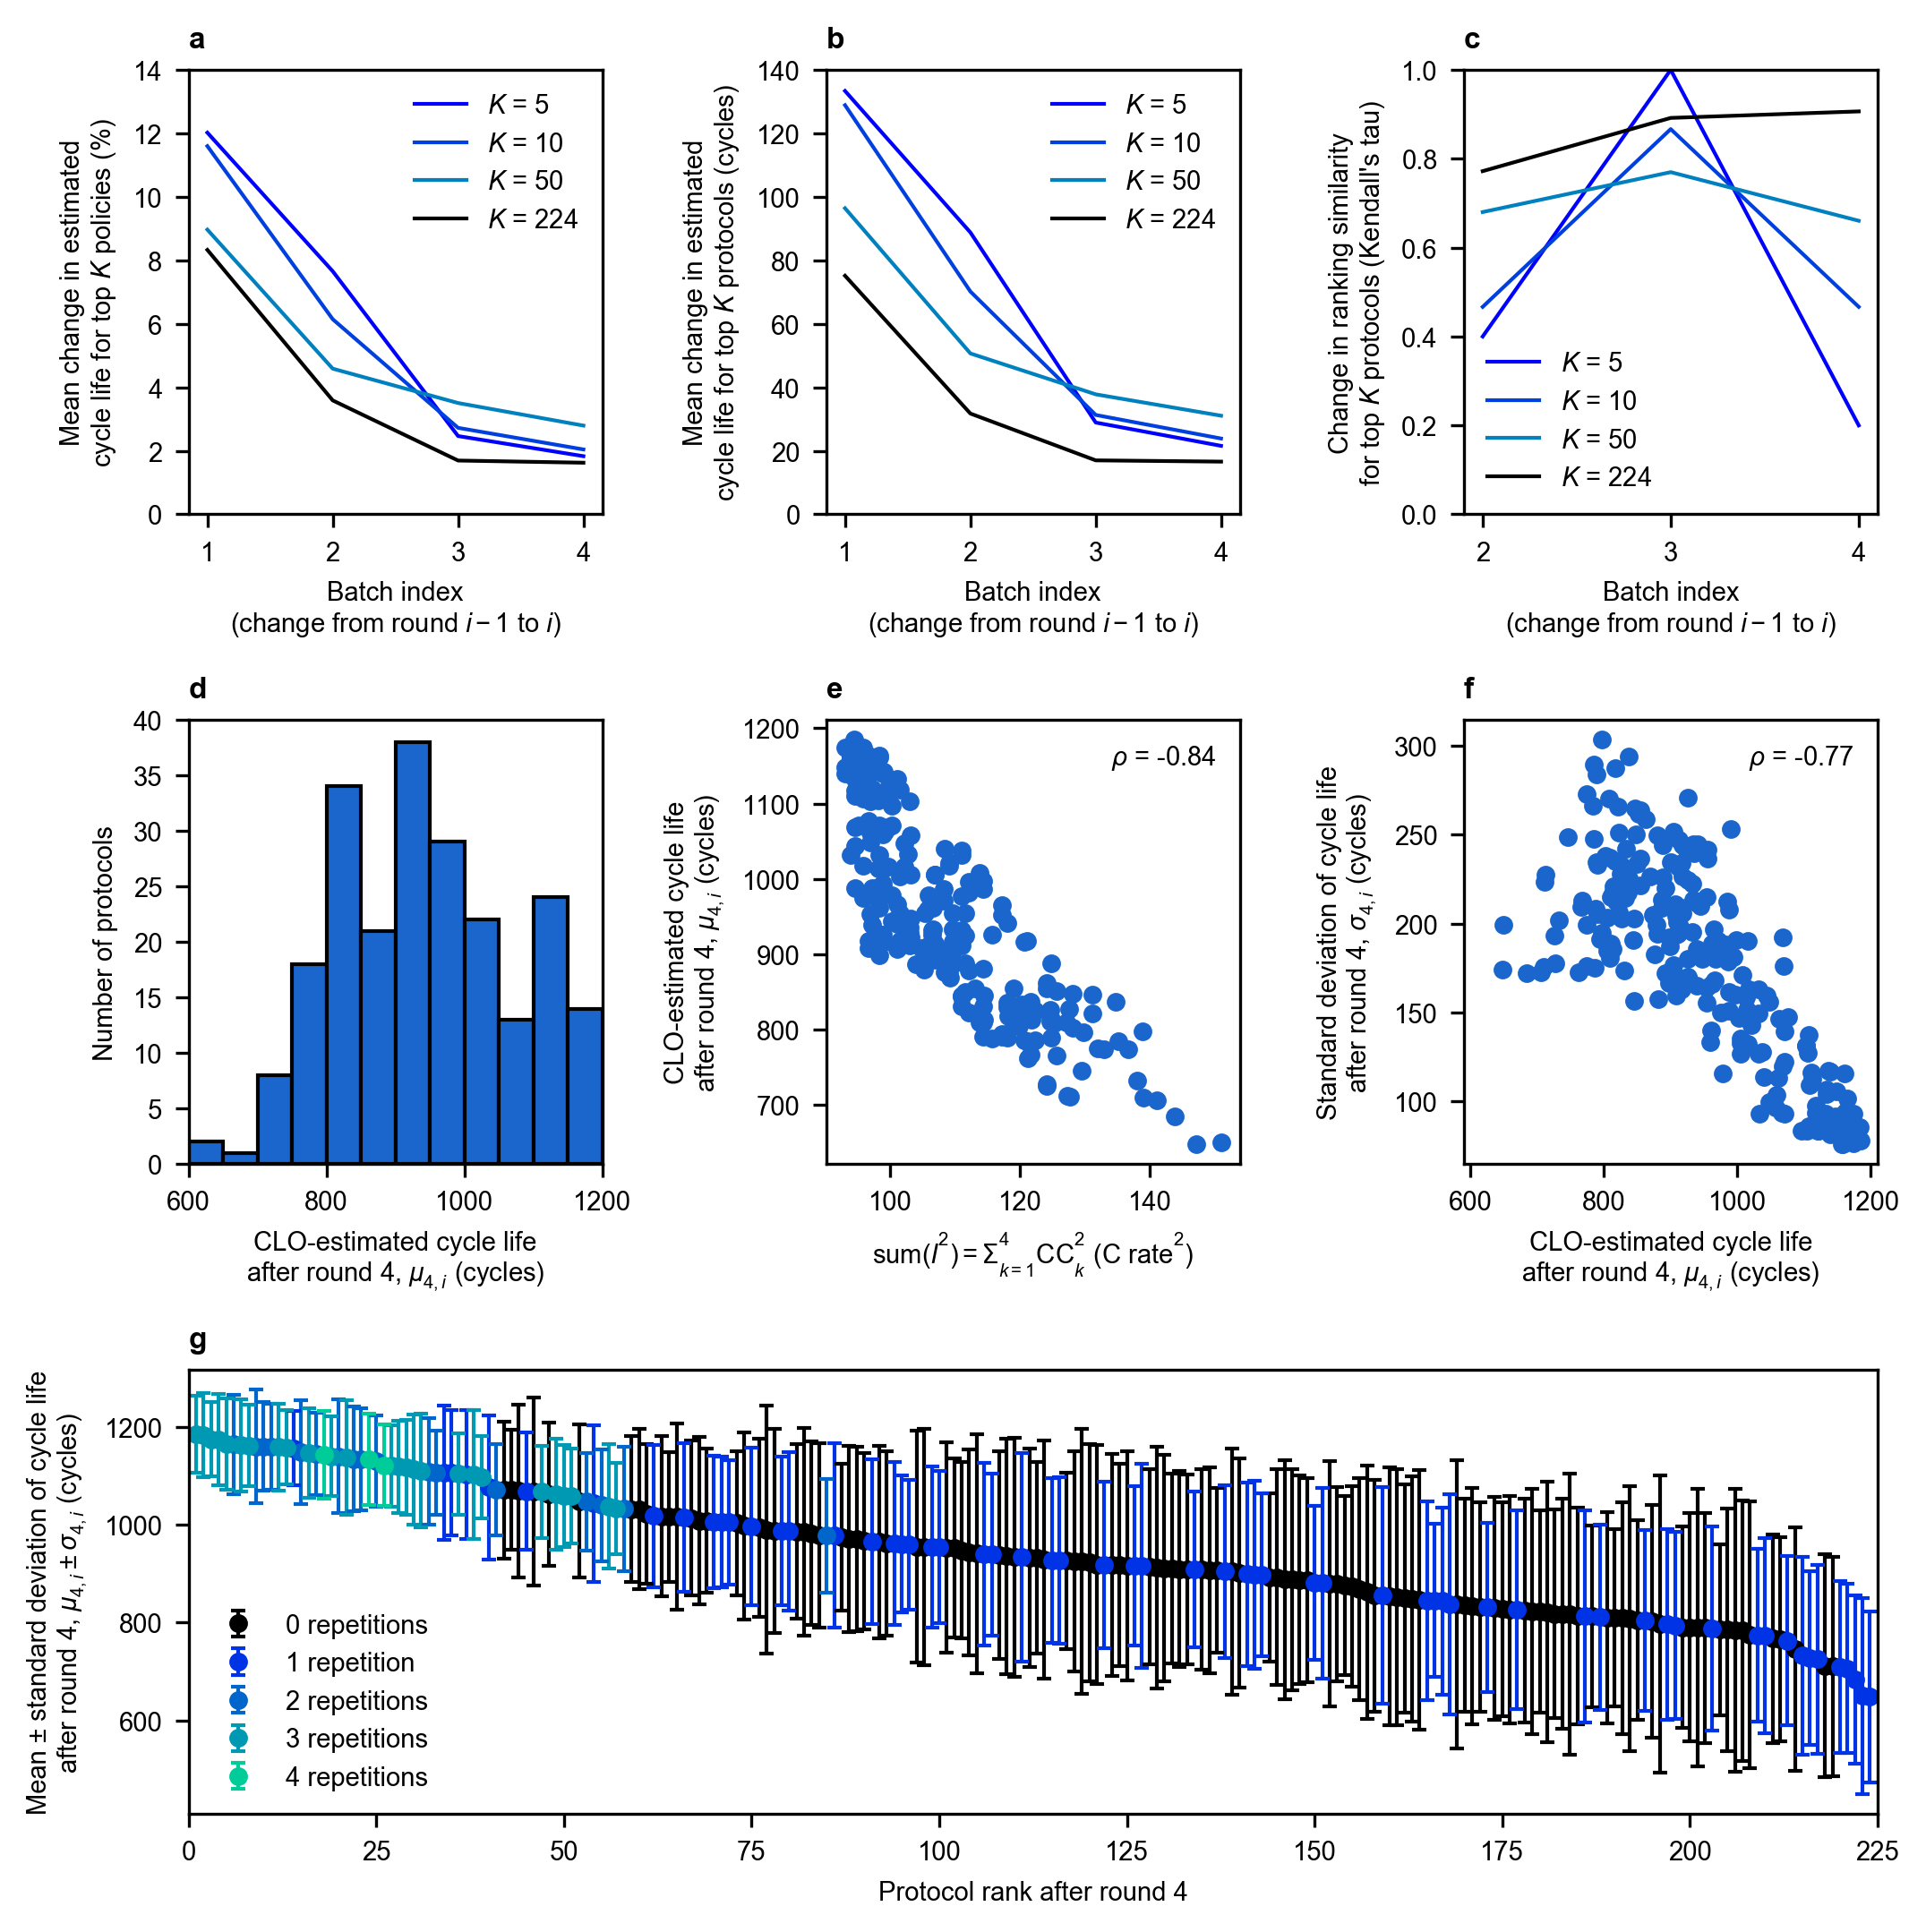 a
14
12
10
8
6
4
2
0
1 2 3 4
Mean change in estimated
cycle life for top K policies (%)
K = 5
K = 10
K = 50
K = 224
Batch index
(change from round i − 1 to i)
b
140
120
100
80
60
40
20
0
1 2 3 4
Mean change in estimated
cycle life for top K protocols (cycles)
K = 5
K = 10
K = 50
K = 224
Batch index
(change from round i − 1 to i)
c
1.0
0.8
0.6
0.4
0.2
0.0
2 3 4
Change in ranking similarity
for top K protocols (Kendall's tau)
K = 5
K = 10
K = 50
K = 224
Batch index
(change from round i − 1 to i)
d
40
35
30
25
20
15
10
5
0
600 800 1000 1200
Number of protocols
CLO-estimated cycle life
after round 4, μ4, i (cycles)
e
1200
1100
1000
900
800
700
100 120 140
CLO-estimated cycle life
after round 4, μ4, i (cycles)
ρ = -0.84
sum(I²) = Σ⁴k = 1 CC²k (C rate²)
f
300
250
200
150
100
600 800 1000 1200
Standard deviation of cycle life
after round 4, σ4, i (cycles)
ρ = -0.77
CLO-estimated cycle life
after round 4, μ4, i (cycles)
g
1200
1000
800
600
Mean ± standard deviation of cycle life
after round 4, μ4, i ± σ4, i (cycles)
0 repetitions
1 repetition
2 repetitions
3 repetitions
4 repetitions
0 25 50 75 100 125 150 175 200 225
Protocol rank after round 4